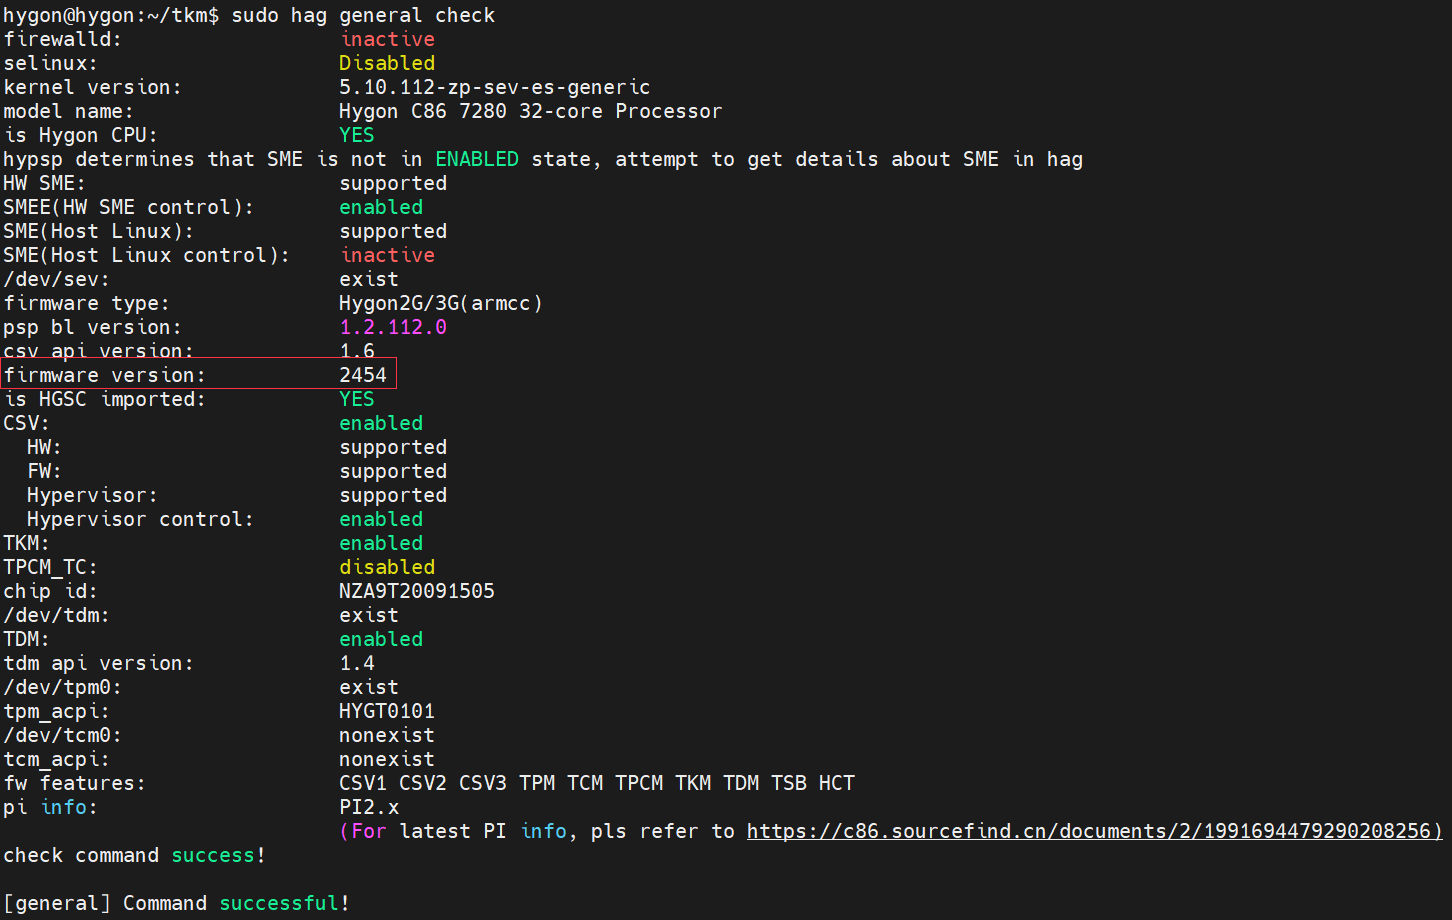 hygon@hygon:~/tkm$ sudo hag general check
firewalld: inactive
selinux: Disabled
kernel version: 5.10.112-zp-sev-es-generic
model name: Hygon C86 7280 32-core Processor
is Hygon CPU: YES
hypsp determines that SME is not in ENABLED state, attempt to get details about SME in hag
HW SME: supported
SMEE(HW SME control): enabled
SME(Host Linux): supported
SME(Host Linux control): inactive
/dev/sev: exist
firmware type: Hygon2G/3G(armcc)
psp bl version: 1.2.112.0
csv api version: 1.6
firmware version: 2454
is HGSC imported: YES
CSV: enabled
HW: supported
FW: supported
Hypervisor: supported
Hypervisor control: enabled
TKM: enabled
TPCM_TC: disabled
chip id: NZA9T20091505
/dev/tdm: exist
TDM: enabled
tdm api version: 1.4
/dev/tpm0: exist
tpm_acpi: HYGT0101
/dev/tcm0: nonexist
tcm_acpi: nonexist
fw features: CSV1 CSV2 CSV3 TPM TCM TPCM TKM TDM TSB HCT
pi info: PI2.x
(For latest PI info, pls refer to https://c86.sourcefind.cn/documents/2/1991694479290208256)
check command success!
[general] Command successful!